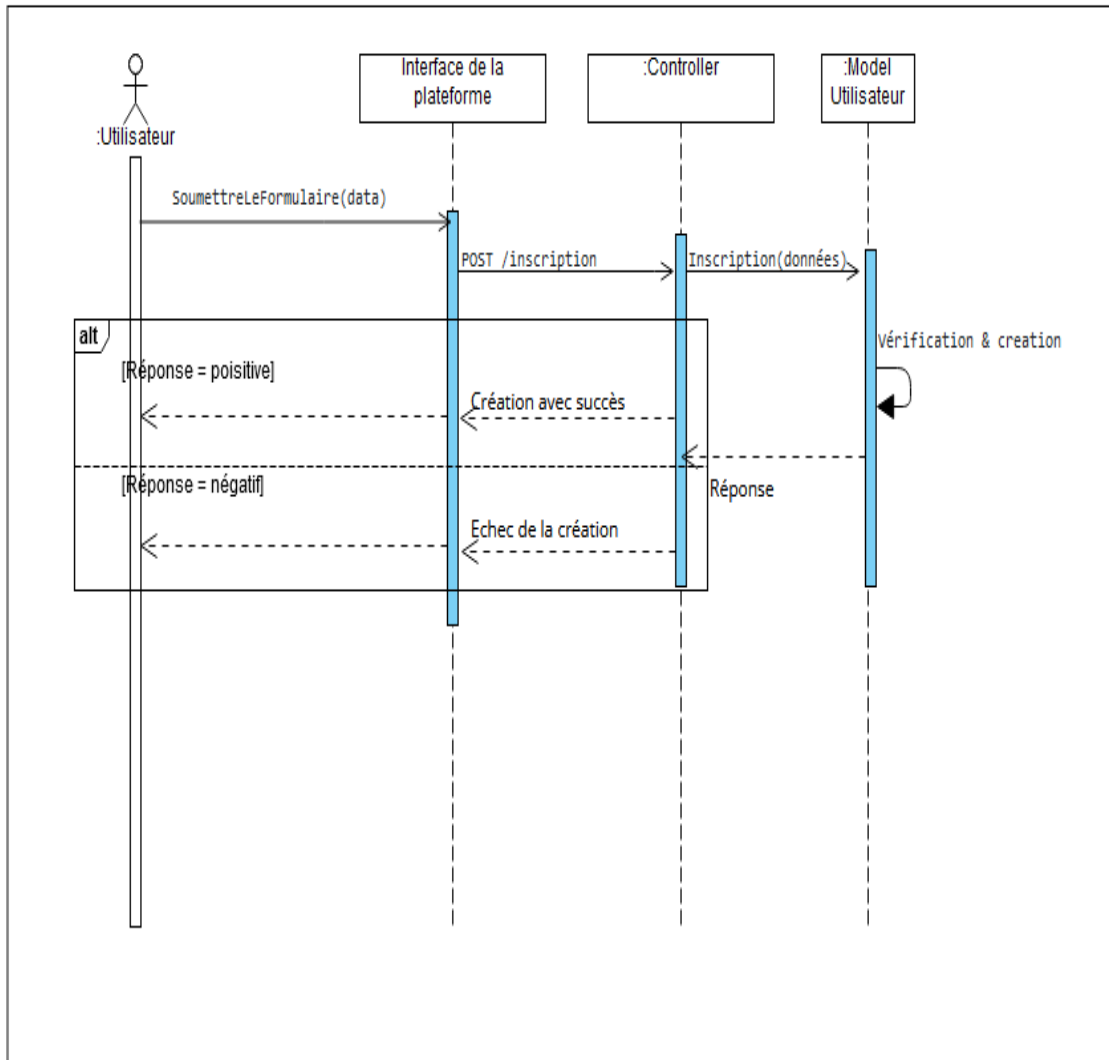 Interface de la
plateforme
:Controller
:Model
Utilisateur
:Utilisateur
SoumettreLeFormulaire(data)
POST /inscription
Inscription(données)
alt
Vérification & creation
[Réponse = poisitive]
Création avec succès
[Réponse = négatif]
Réponse
Echec de la création